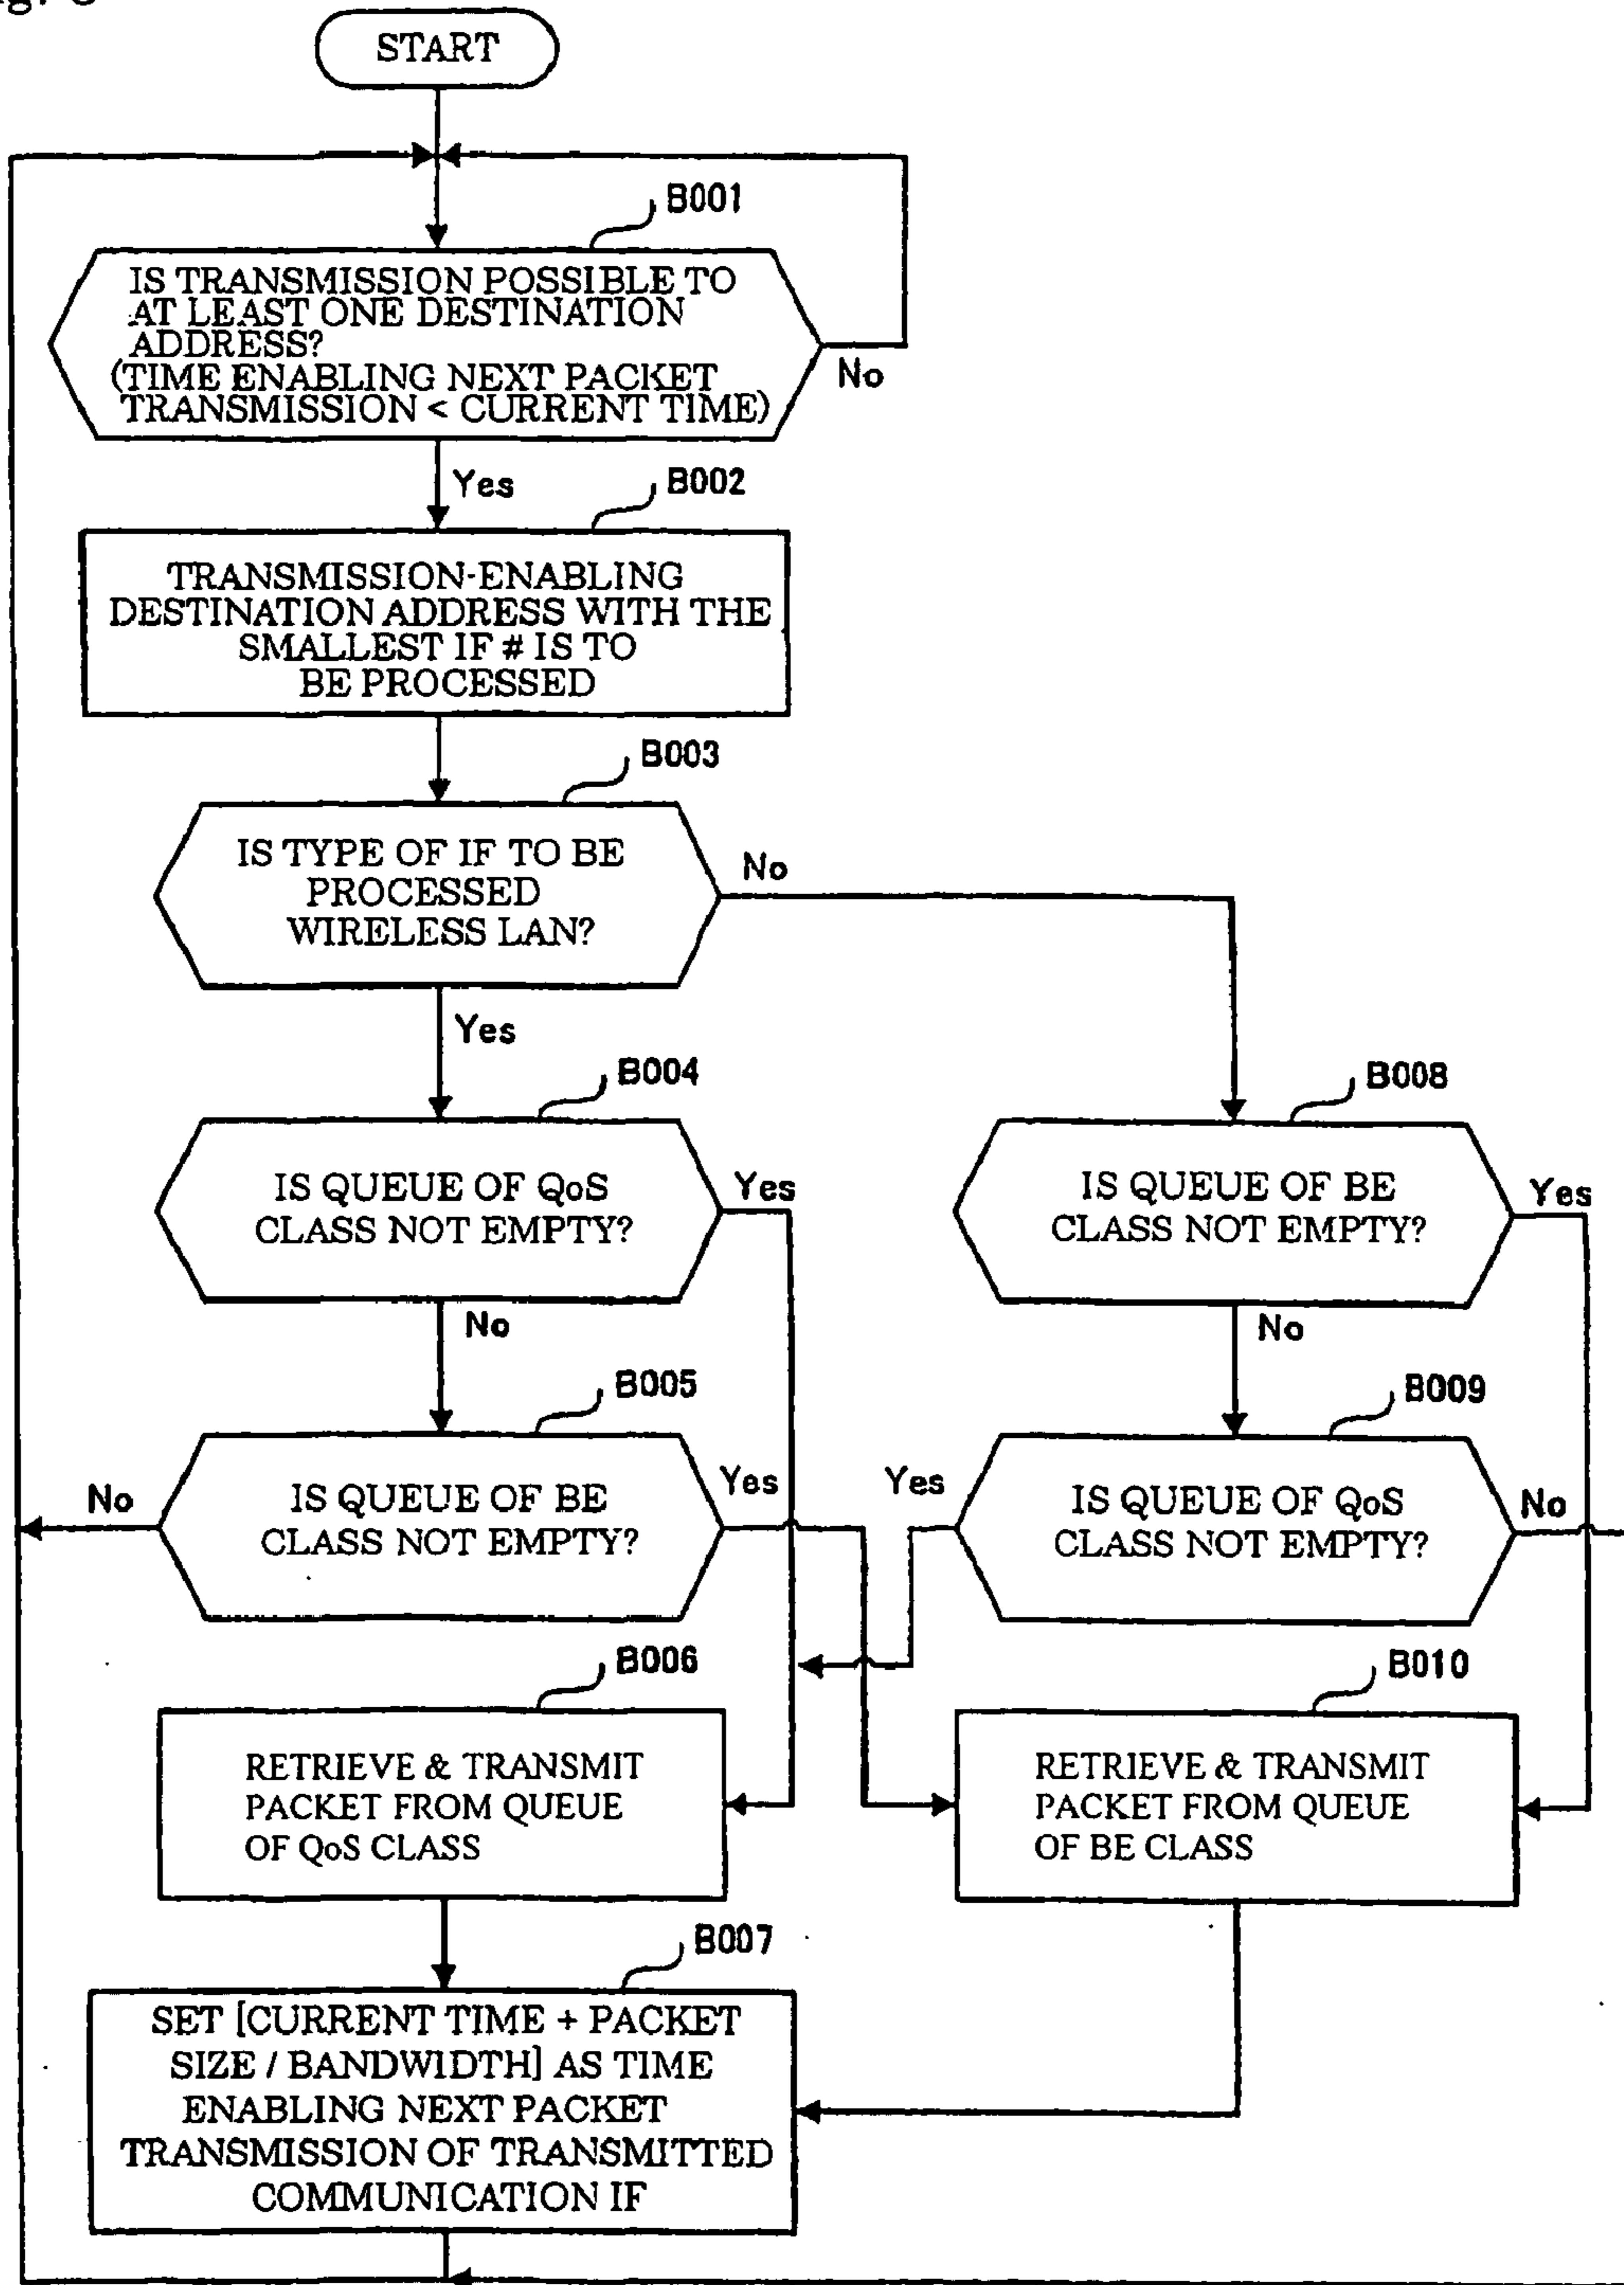 START
B001
IS TRANSMISSION POSSIBLE TO
AT LEAST ONE DESTINATION
ADDRESS?
(TIME ENABLING NEXT PACKET
TRANSMISSION < CURRENT TIME)
No
Yes
B002
TRANSMISSION-ENABLING
DESTINATION ADDRESS WITH THE
SMALLEST IF # IS TO
BE PROCESSED
B003
IS TYPE OF IF TO BE
PROCESSED
WIRELESS LAN?
No
Yes
B004
IS QUEUE OF QoS
CLASS NOT EMPTY?
Yes
No
B008
IS QUEUE OF BE
CLASS NOT EMPTY?
Yes
No
B005
No
IS QUEUE OF BE
CLASS NOT EMPTY?
Yes
B009
Yes
IS QUEUE OF QoS
CLASS NOT EMPTY?
No
B006
RETRIEVE & TRANSMIT
PACKET FROM QUEUE
OF QoS CLASS
B010
RETRIEVE & TRANSMIT
PACKET FROM QUEUE
OF BE CLASS
B007
SET [CURRENT TIME + PACKET
SIZE / BANDWIDTH] AS TIME
ENABLING NEXT PACKET
TRANSMISSION OF TRANSMITTED
COMMUNICATION IF